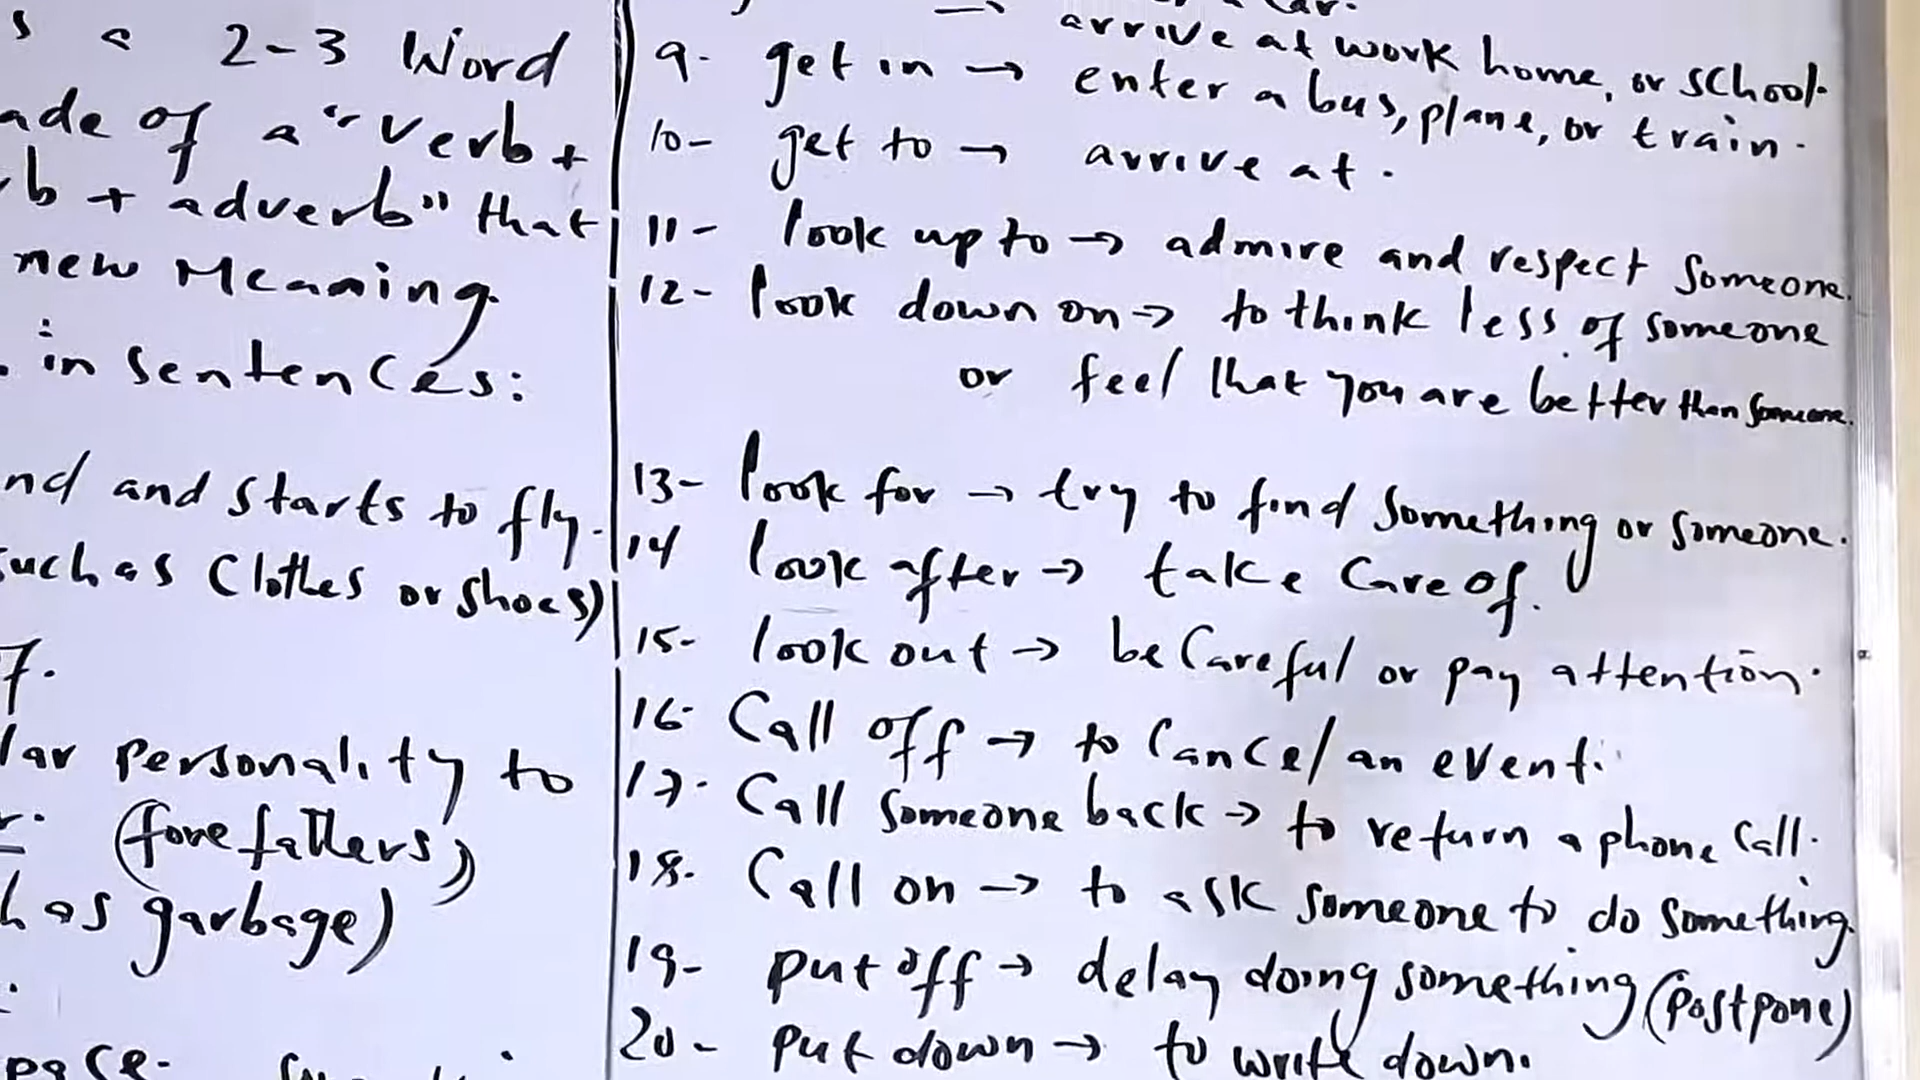 s a 2-3 Word
ade of a "verb +
b + adverb" that
new Meaning.
in sentences:
nd and starts to fly.
such as Clothes or shoes)
7.
lar personality to
r. (forefathers)
h as garbage)
pace.
arrive at work home, or school.
9- get in → enter a bus, plane, or train.
10- get to → arrive at.
11- look up to → admire and respect someone.
12- look down on → to think less of someone
or feel that you are better than someone.
13- look for → try to find something or someone.
14 look after → take care of.
15- look out → be careful or pay attention.
16- Call off → to cancel an event.
17. Call someone back → to return a phone call.
18. Call on → to ask someone to do something.
19- put off → delay doing something (postpone)
20- put down → to write down.